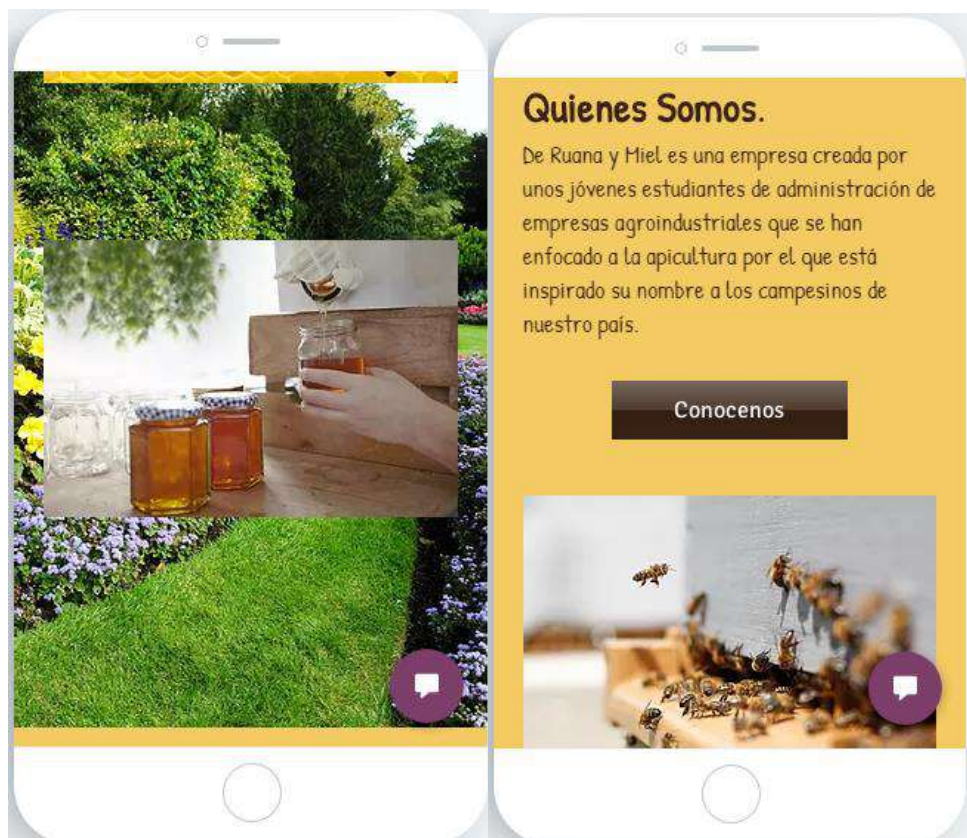 Quienes Somos.
De Ruana y Miel es una empresa creada por
unos jóvenes estudiantes de administración de
empresas agroindustriales que se han
enfocado a la apicultura por el que está
inspirado su nombre a los campesinos de
nuestro país.
Conocenos